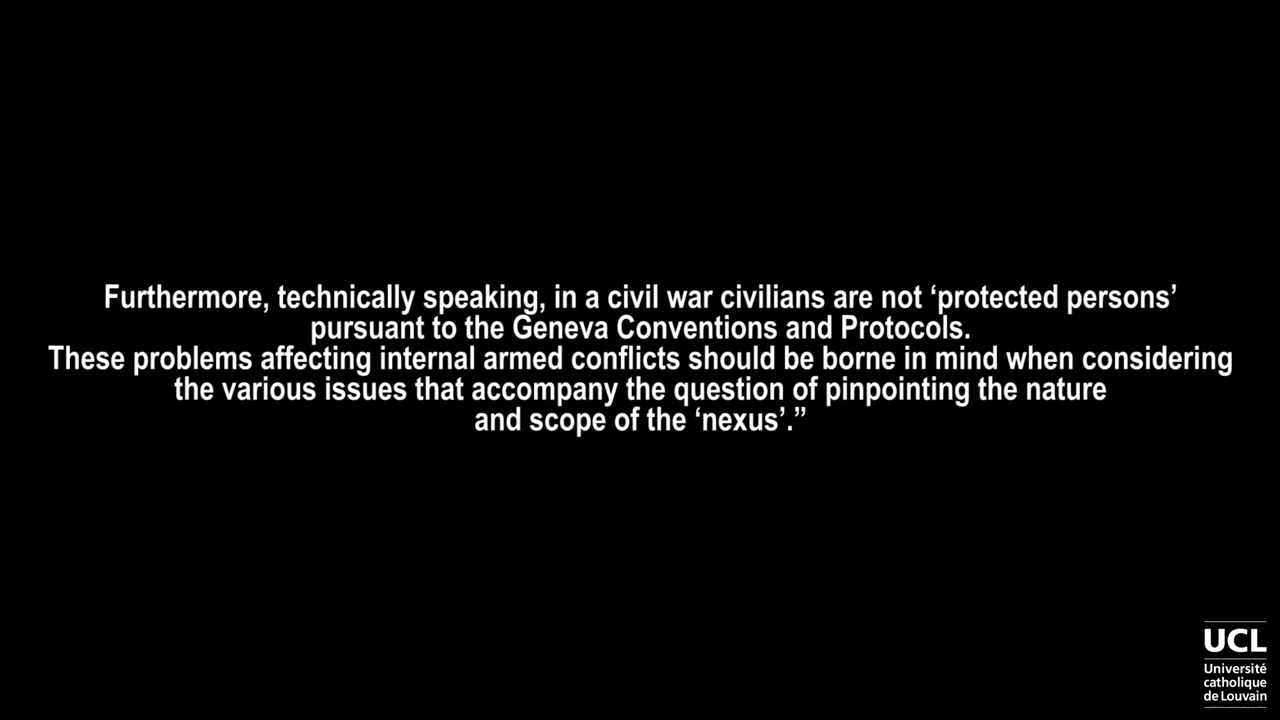 Furthermore, technically speaking, in a civil war civilians are not ‘protected persons’
pursuant to the Geneva Conventions and Protocols.
These problems affecting internal armed conflicts should be borne in mind when considering
the various issues that accompany the question of pinpointing the nature
and scope of the ‘nexus’.”
UCL
Université
catholique
de Louvain